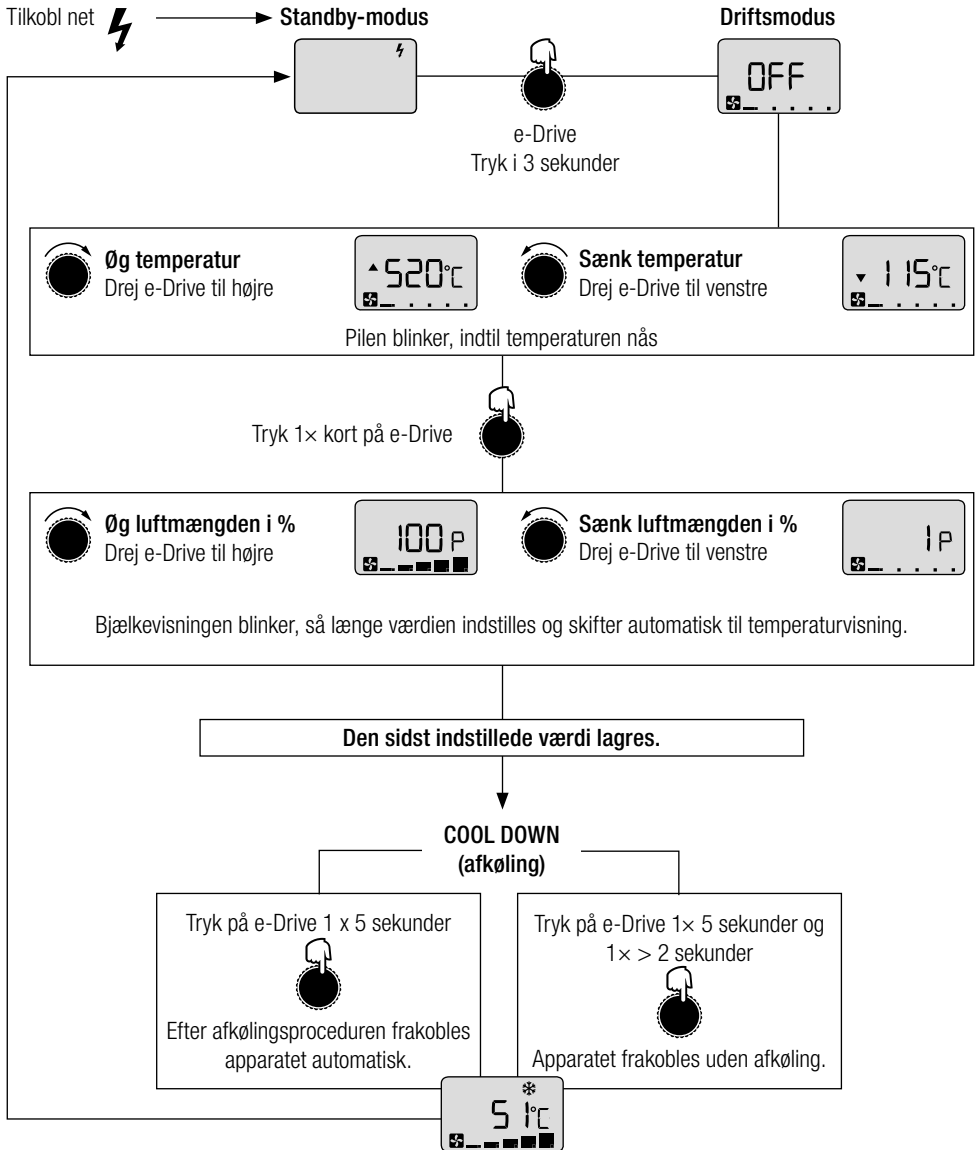 Tilkobl net
Standby-modus
Driftsmodus
OFF
e-Drive
Tryk i 3 sekunder
Øg temperatur
Drej e-Drive til højre
520°C
Sænk temperatur
Drej e-Drive til venstre
115°C
Pilen blinker, indtil temperaturen nås
Tryk 1× kort på e-Drive
Øg luftmængden i %
Drej e-Drive til højre
100 P
Sænk luftmængden i %
Drej e-Drive til venstre
1P
Bjælkevisningen blinker, så længe værdien indstilles og skifter automatisk til temperaturvisning.
Den sidst indstillede værdi lagres.
COOL DOWN
(afkøling)
Tryk på e-Drive 1 x 5 sekunder
Efter afkølingsproceduren frakobles
apparatet automatisk.
Tryk på e-Drive 1× 5 sekunder og
1× > 2 sekunder
Apparatet frakobles uden afkøling.
51°C